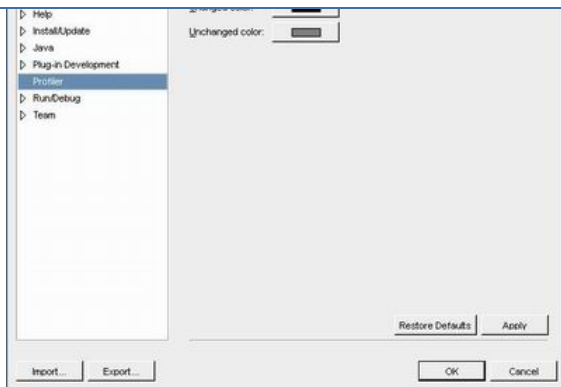 Help
Install/Update
Unchanged color:
Java
Plug-in Development
Profiler
Run/Debug
Team
Restore Defaults
Apply
Import...
Export...
OK
Cancel